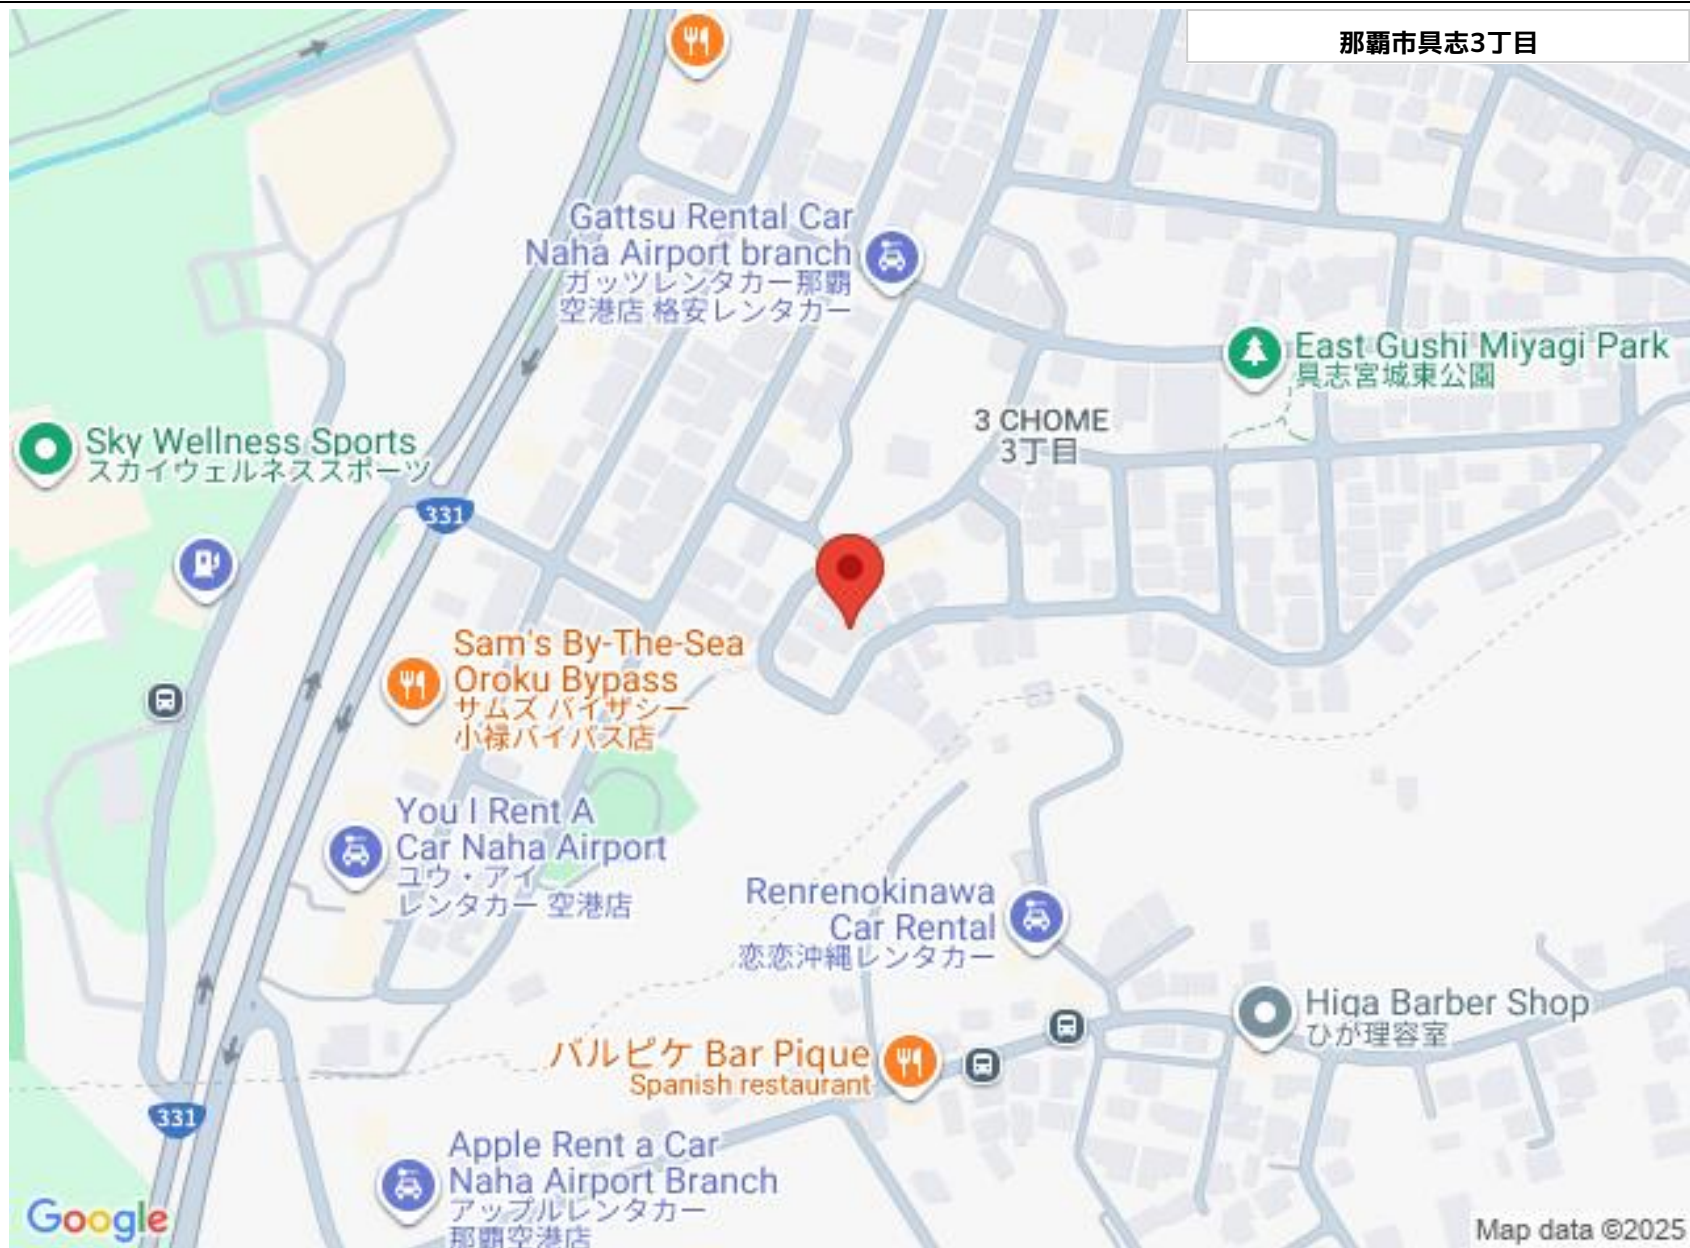 那覇市具志3丁目
Gattsu Rental Car
Naha Airport branch
ガッツレンタカー那覇
空港店 格安レンタカー
East Gushi Miyagi Park
具志宮城東公園
3 CHOME
3丁目
Sky Wellness Sports
スカイウェルネススポーツ
331
Sam's By-The-Sea
Oroku Bypass
サムズ バイザシー
小禄バイパス店
You I Rent A
Car Naha Airport
ユウ・アイ
レンタカー 空港店
Renrenokinawa
Car Rental
恋恋沖縄レンタカー
Higa Barber Shop
ひが理容室
バルピケ Bar Pique
Spanish restaurant
331
Apple Rent a Car
Naha Airport Branch
アップルレンタカー
那覇空港店
Google
Map data ©2025